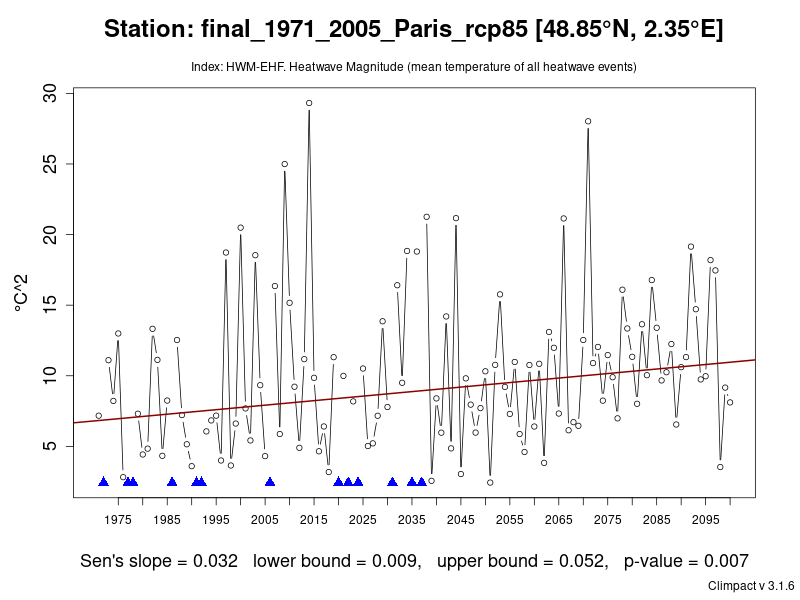 Station: final_1971_2005_Paris_rcp85 [48.85°N, 2.35°E]
Index: HWM-EHF. Heatwave Magnitude (mean temperature of all heatwave events)
30
25
20
15
10
5
°C^2
1975 1985 1995 2005 2015 2025 2035 2045 2055 2065 2075 2085 2095
Sen's slope = 0.032 lower bound = 0.009, upper bound = 0.052, p-value = 0.007
Climpact v 3.1.6